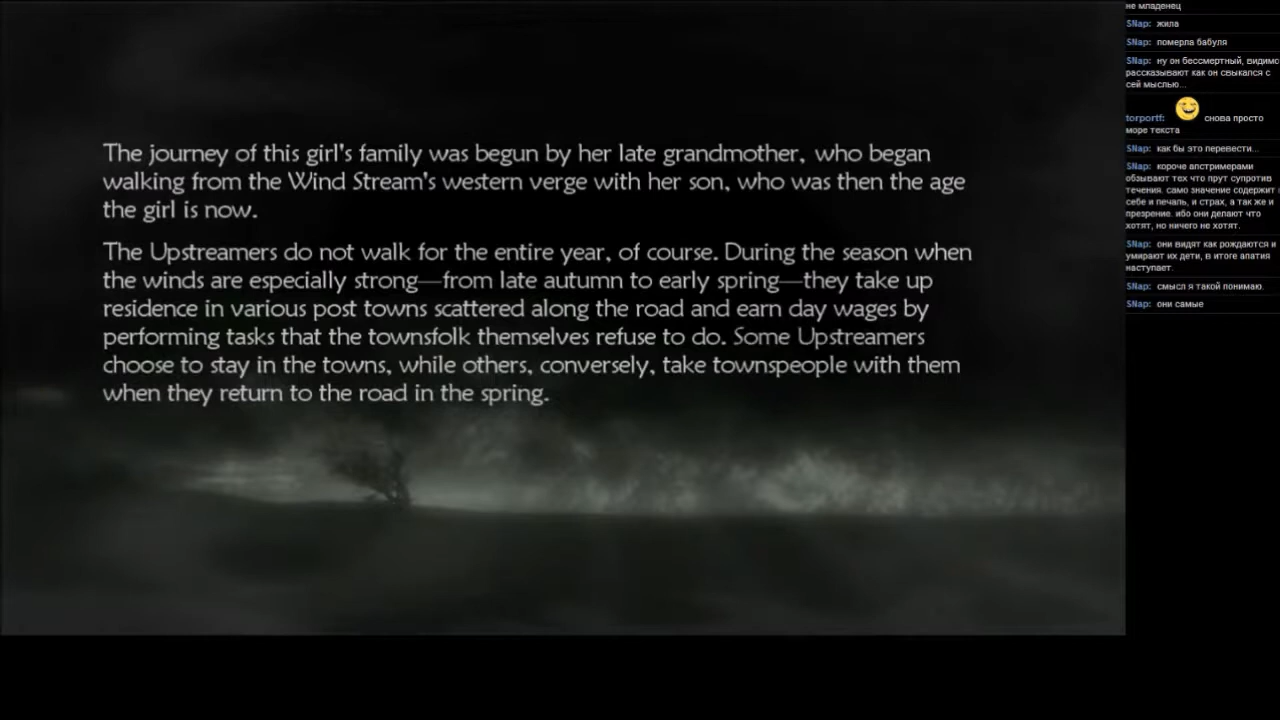 The journey of this girl's family was begun by her late grandmother, who began
walking from the Wind Stream's western verge with her son, who was then the age
the girl is now.
The Upstreamers do not walk for the entire year, of course. During the season when
the winds are especially strong—from late autumn to early spring—they take up
residence in various post towns scattered along the road and earn day wages by
performing tasks that the townsfolk themselves refuse to do. Some Upstreamers
choose to stay in the towns, while others, conversely, take townspeople with them
when they return to the road in the spring.
не младенец
SNap: жила
SNap: померла бабуля
SNap: ну он бессмертный, видимо
рассказывают как он свыкался с
сей мыслью...
torportf: снова просто
море текста
SNap: как бы это перевести...
SNap: короче апстримерами
обзывают тех что прут супротив
течения. само значение содержит
себе и печаль, и страх, а так же и
презрение. ибо они делают что
хотят, но ничего не хотят.
SNap: они видят как рождаются и
умирают их дети, в итоге апатия
наступает.
SNap: смысл я такой понимаю.
SNap: они самые